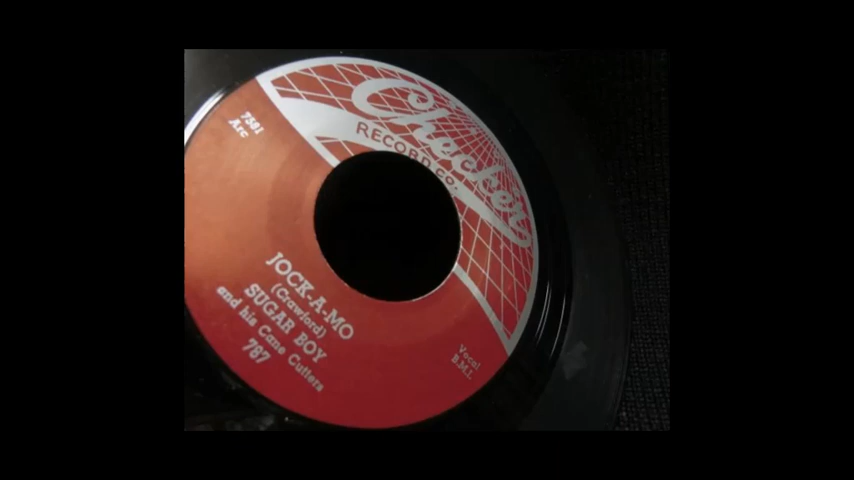 Checker
RECORD CO.
7581
Arc
JOCK-A-MO
(Crawford)
SUGAR BOY
and his Cane Cutters
787
Vocal
B.M.I.